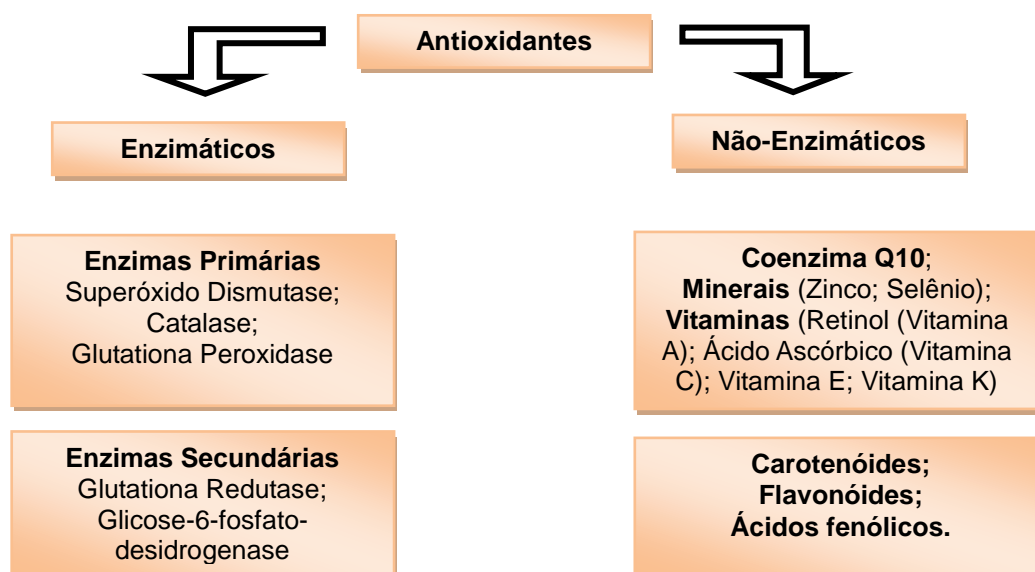 Antioxidantes
Enzimáticos
Não-Enzimáticos
Enzimas Primárias
Superóxido Dismutase;
Catalase;
Glutationa Peroxidase
Coenzima Q10;
Minerais (Zinco; Selênio);
Vitaminas (Retinol (Vitamina
A); Ácido Ascórbico (Vitamina
C); Vitamina E; Vitamina K)
Enzimas Secundárias
Glutationa Redutase;
Glicose-6-fosfato-
desidrogenase
Carotenóides;
Flavonóides;
Ácidos fenólicos.